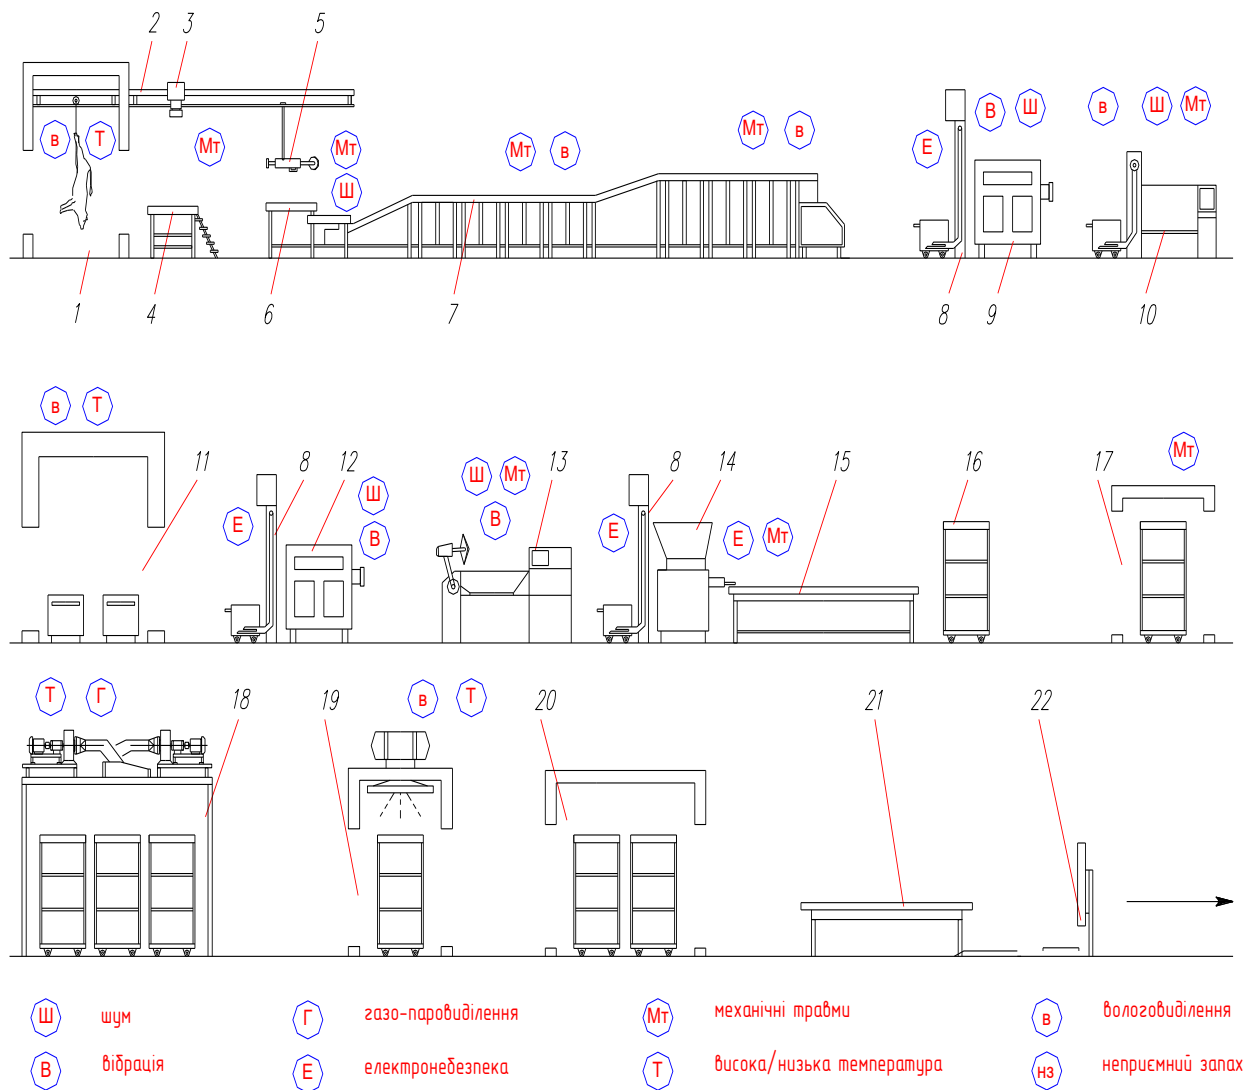 2 3 5
в Т Мт Мт Ш Мт в Мт в Е В Ш в Ш Мт
1 4 6 7 8 9 10
в Т Мт
11 8 12 13 8 14 15 16 17
Е Ш В Ш Мт В Е Е Мт
Т Г в Т
18 19 20 21 22
Ш шум Г газо-паровиділення Мт механічні травми в вологовиділення
В вібрація Е електронебезпека Т висока/низька температура нз неприємний запах